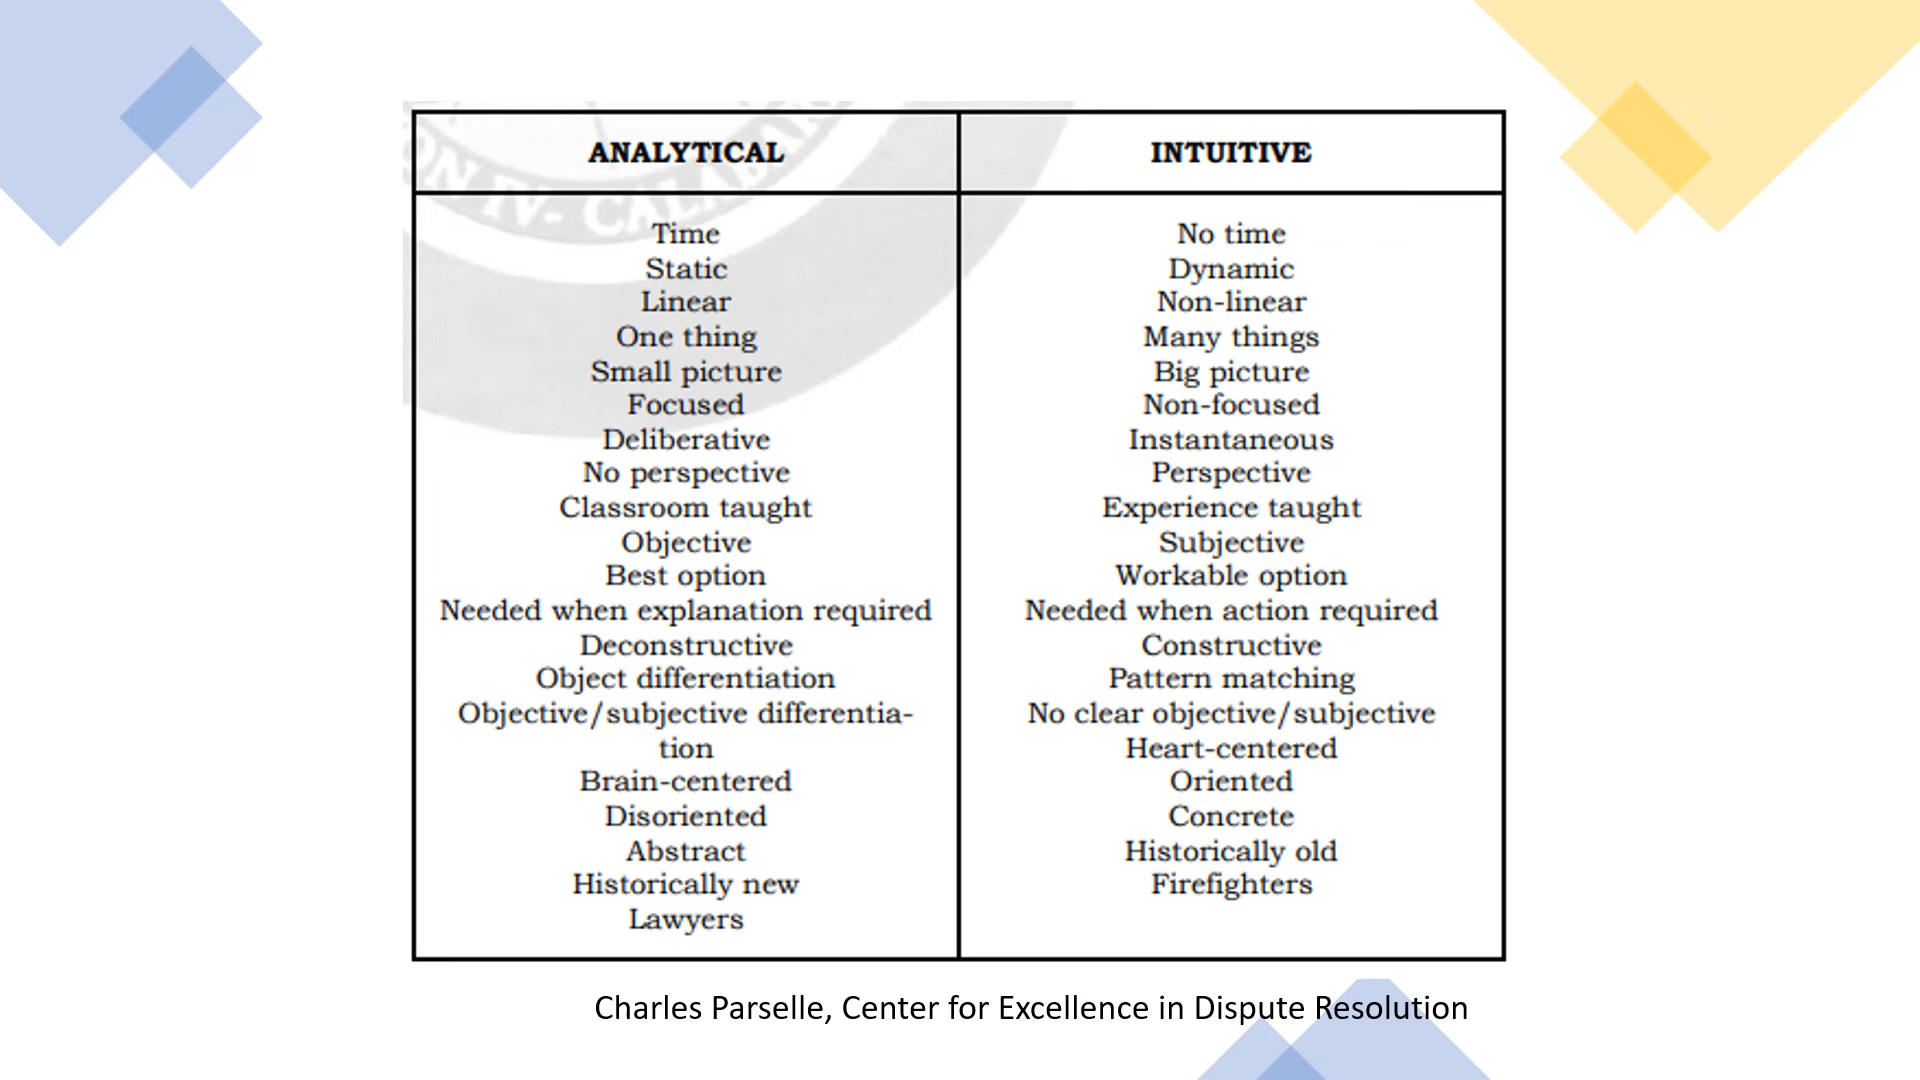 ANALYTICAL
INTUITIVE
Time
Static
Linear
One thing
Small picture
Focused
Deliberative
No perspective
Classroom taught
Objective
Best option
Needed when explanation required
Deconstructive
Object differentiation
Objective/subjective differentia-
tion
Brain-centered
Disoriented
Abstract
Historically new
Lawyers
No time
Dynamic
Non-linear
Many things
Big picture
Non-focused
Instantaneous
Perspective
Experience taught
Subjective
Workable option
Needed when action required
Constructive
Pattern matching
No clear objective/subjective
Heart-centered
Oriented
Concrete
Historically old
Firefighters
Charles Parselle, Center for Excellence in Dispute Resolution